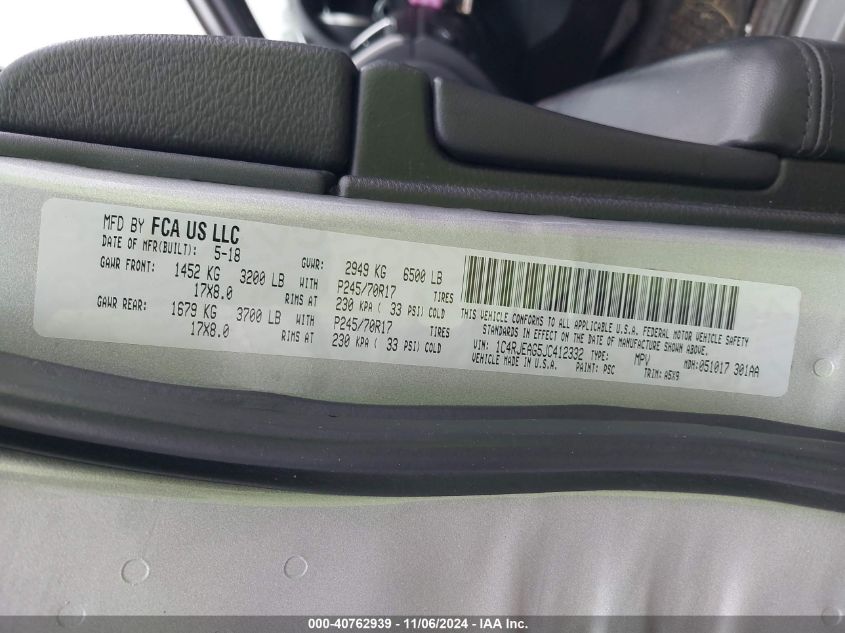 MFD BY FCA US LLC
DATE OF MFR(BUILT): 5-18 GVWR: 2949 KG 6500 LB
GAWR FRONT: 1452 KG 3200 LB WITH P245/70R17 TIRES
17X8.0 RIMS AT 230 KPA ( 33 PSI) COLD
GAWR REAR: 1679 KG 3700 LB WITH P245/70R17 TIRES
17X8.0 RIMS AT 230 KPA ( 33 PSI) COLD
THIS VEHICLE CONFORMS TO ALL APPLICABLE U.S.A. FEDERAL MOTOR VEHICLE SAFETY
STANDARDS IN EFFECT ON THE DATE OF MANUFACTURE SHOWN ABOVE.
VIN: 1C4RJEAG5JC412332 TYPE: MPV MDH:051017 301AA
VEHICLE MADE IN U.S.A. PAINT: PSC TRIM: A5X9
000-40762939 - 11/06/2024 - IAA Inc.